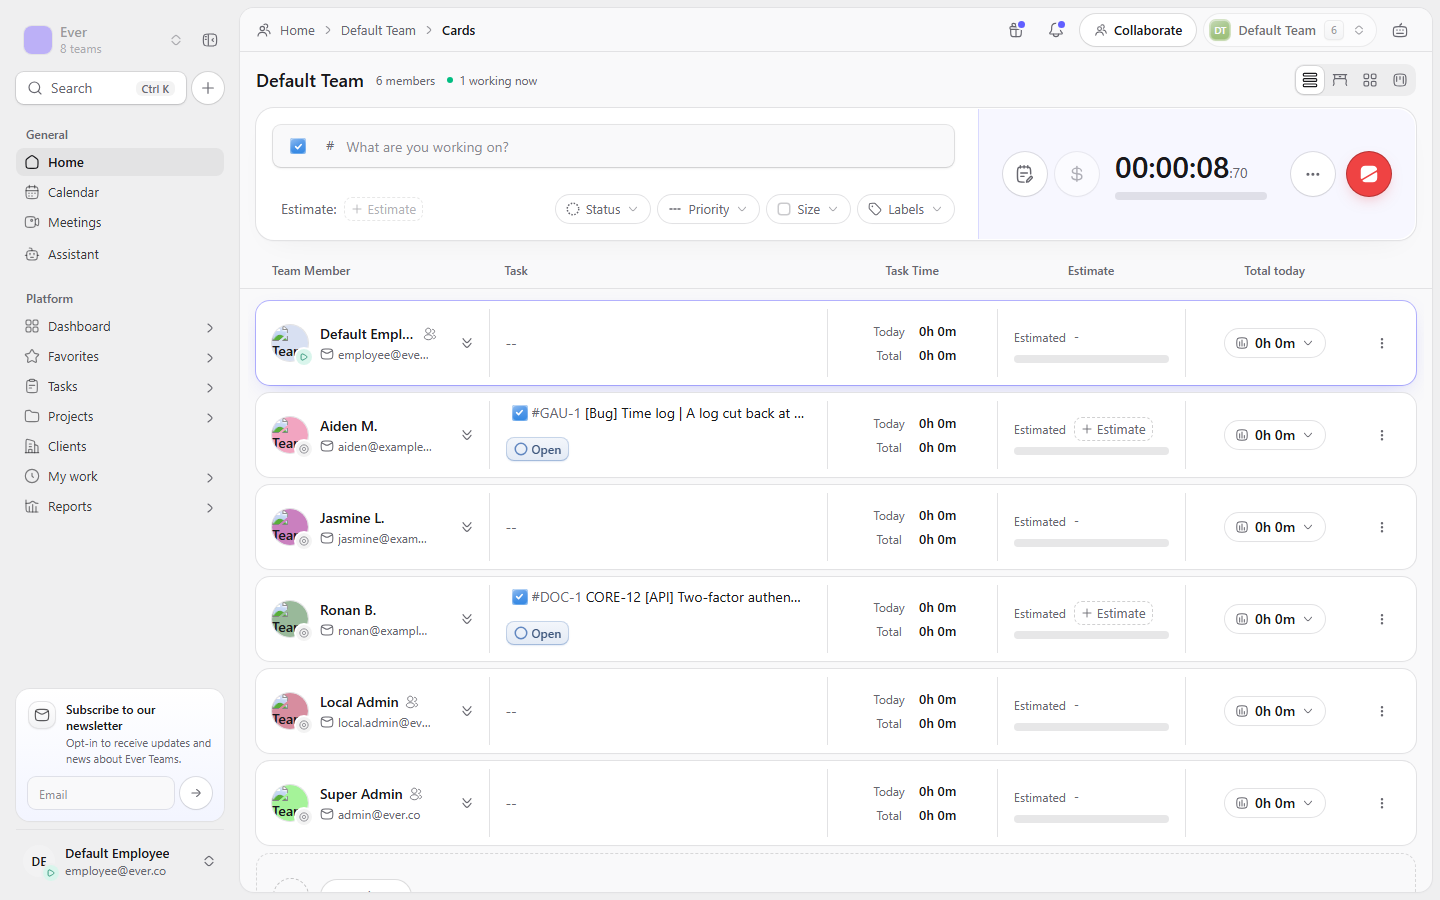 Ever
8 teams
Search
Ctrl K
General
Home
Calendar
Meetings
Assistant
Platform
Dashboard
Favorites
Tasks
Projects
Clients
My work
Reports
Subscribe to our
newsletter
Opt-in to receive updates and
news about Ever Teams.
Email
DE
Default Employee
employee@ever.co
Home > Default Team > Cards
Collaborate
DT Default Team 6
Default Team 6 members 1 working now
# What are you working on?
Estimate: + Estimate
Status
Priority
Size
Labels
00:00:08:70
Team Member Task Task Time Estimate Total today
Default Empl...
employee@eve...
--
Today 0h 0m
Total 0h 0m
Estimated -
0h 0m
Aiden M.
aiden@example...
#GAU-1 [Bug] Time log | A log cut back at ...
Open
Today 0h 0m
Total 0h 0m
Estimated + Estimate
0h 0m
Jasmine L.
jasmine@exam...
--
Today 0h 0m
Total 0h 0m
Estimated -
0h 0m
Ronan B.
ronan@exampl...
#DOC-1 CORE-12 [API] Two-factor authen...
Open
Today 0h 0m
Total 0h 0m
Estimated + Estimate
0h 0m
Local Admin
local.admin@ev...
--
Today 0h 0m
Total 0h 0m
Estimated -
0h 0m
Super Admin
admin@ever.co
--
Today 0h 0m
Total 0h 0m
Estimated -
0h 0m